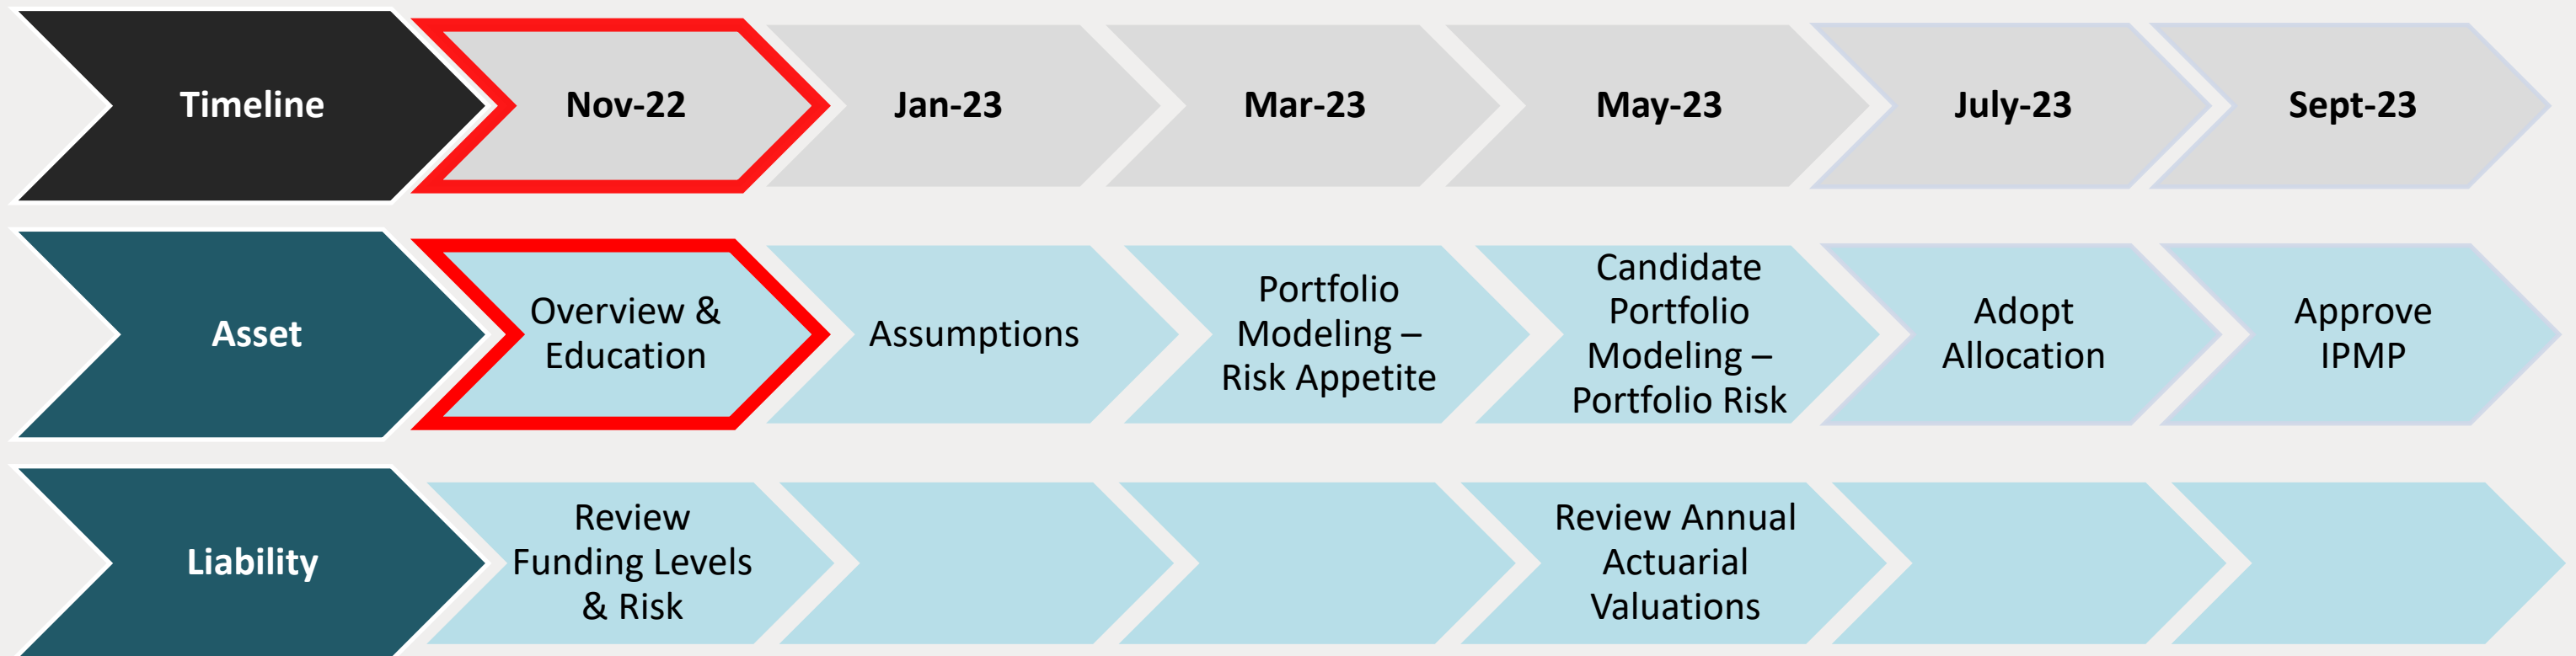 Timeline
Nov-22
Jan-23
Mar-23
May-23
July-23
Sept-23
Asset
Overview &
Education
Assumptions
Portfolio
Modeling –
Risk Appetite
Candidate
Portfolio
Modeling –
Portfolio Risk
Adopt
Allocation
Approve
IPMP
Liability
Review
Funding Levels
& Risk
Review Annual
Actuarial
Valuations